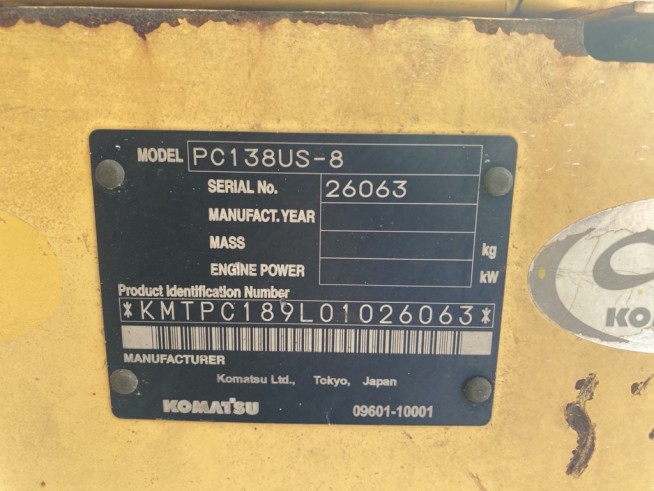 MODEL PC138US-8
SERIAL No. 26063
MANUFACT. YEAR
MASS kg
ENGINE POWER kW
Product Identification Number
*KMTPC189L01026063*
MANUFACTURER
Komatsu Ltd., Tokyo, Japan
KOMATSU 09601-10001
KO